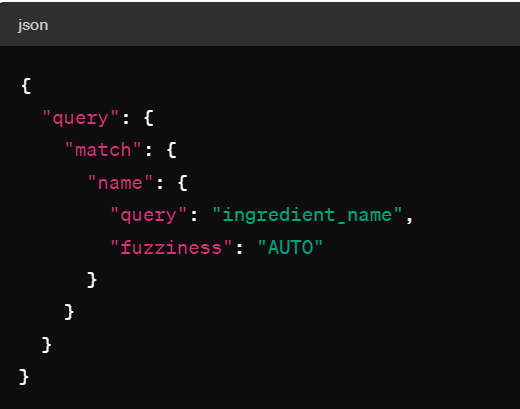 json
{
  "query": {
    "match": {
      "name": {
        "query": "ingredient_name",
        "fuzziness": "AUTO"
      }
    }
  }
}